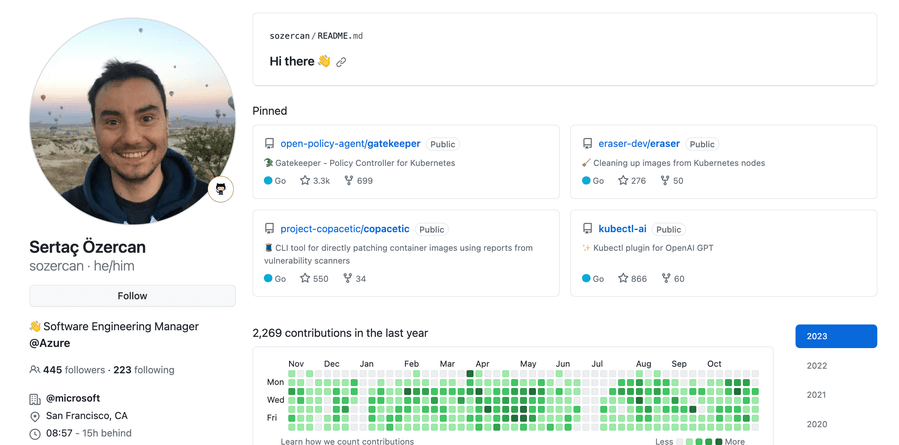 sozercan/README.md
Hi there 👋
Pinned
open-policy-agent/gatekeeper Public
🐊 Gatekeeper - Policy Controller for Kubernetes
Go 3.3k 699
eraser-dev/eraser Public
🧹 Cleaning up images from Kubernetes nodes
Go 276 50
project-copacetic/copacetic Public
🧵 CLI tool for directly patching container images using reports from
vulnerability scanners
Go 550 34
kubectl-ai Public
✨ Kubectl plugin for OpenAI GPT
Go 866 60
Sertaç Özercan
sozercan · he/him
Follow
👋 Software Engineering Manager
@Azure
445 followers · 223 following
@microsoft
San Francisco, CA
08:57 - 15h behind
2,269 contributions in the last year
Nov Dec Jan Feb Mar Apr May Jun Jul Aug Sep Oct
Mon
Wed
Fri
Learn how we count contributions
Less More
2023
2022
2021
2020